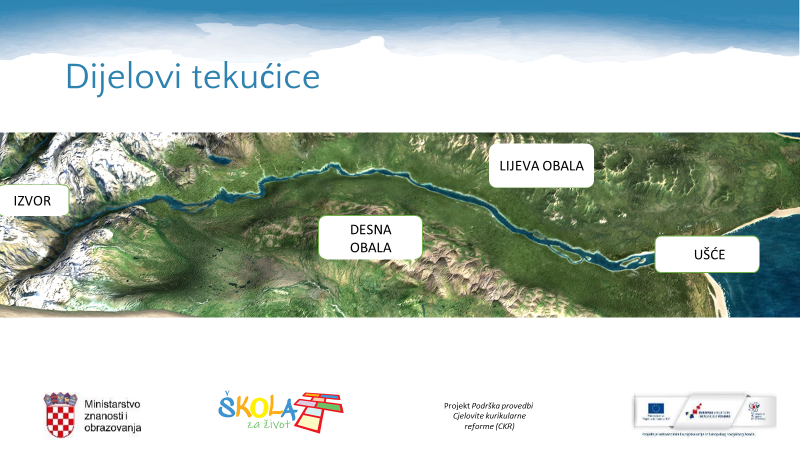 Dijelovi tekućice
LIJEVA OBALA
IZVOR
DESNA
OBALA
UŠĆE
Ministarstvo
znanosti i
obrazovanja
ŠKOLA
za život
Projekt Podrška provedbi
Cjelovite kurikularne
reforme (CKR)